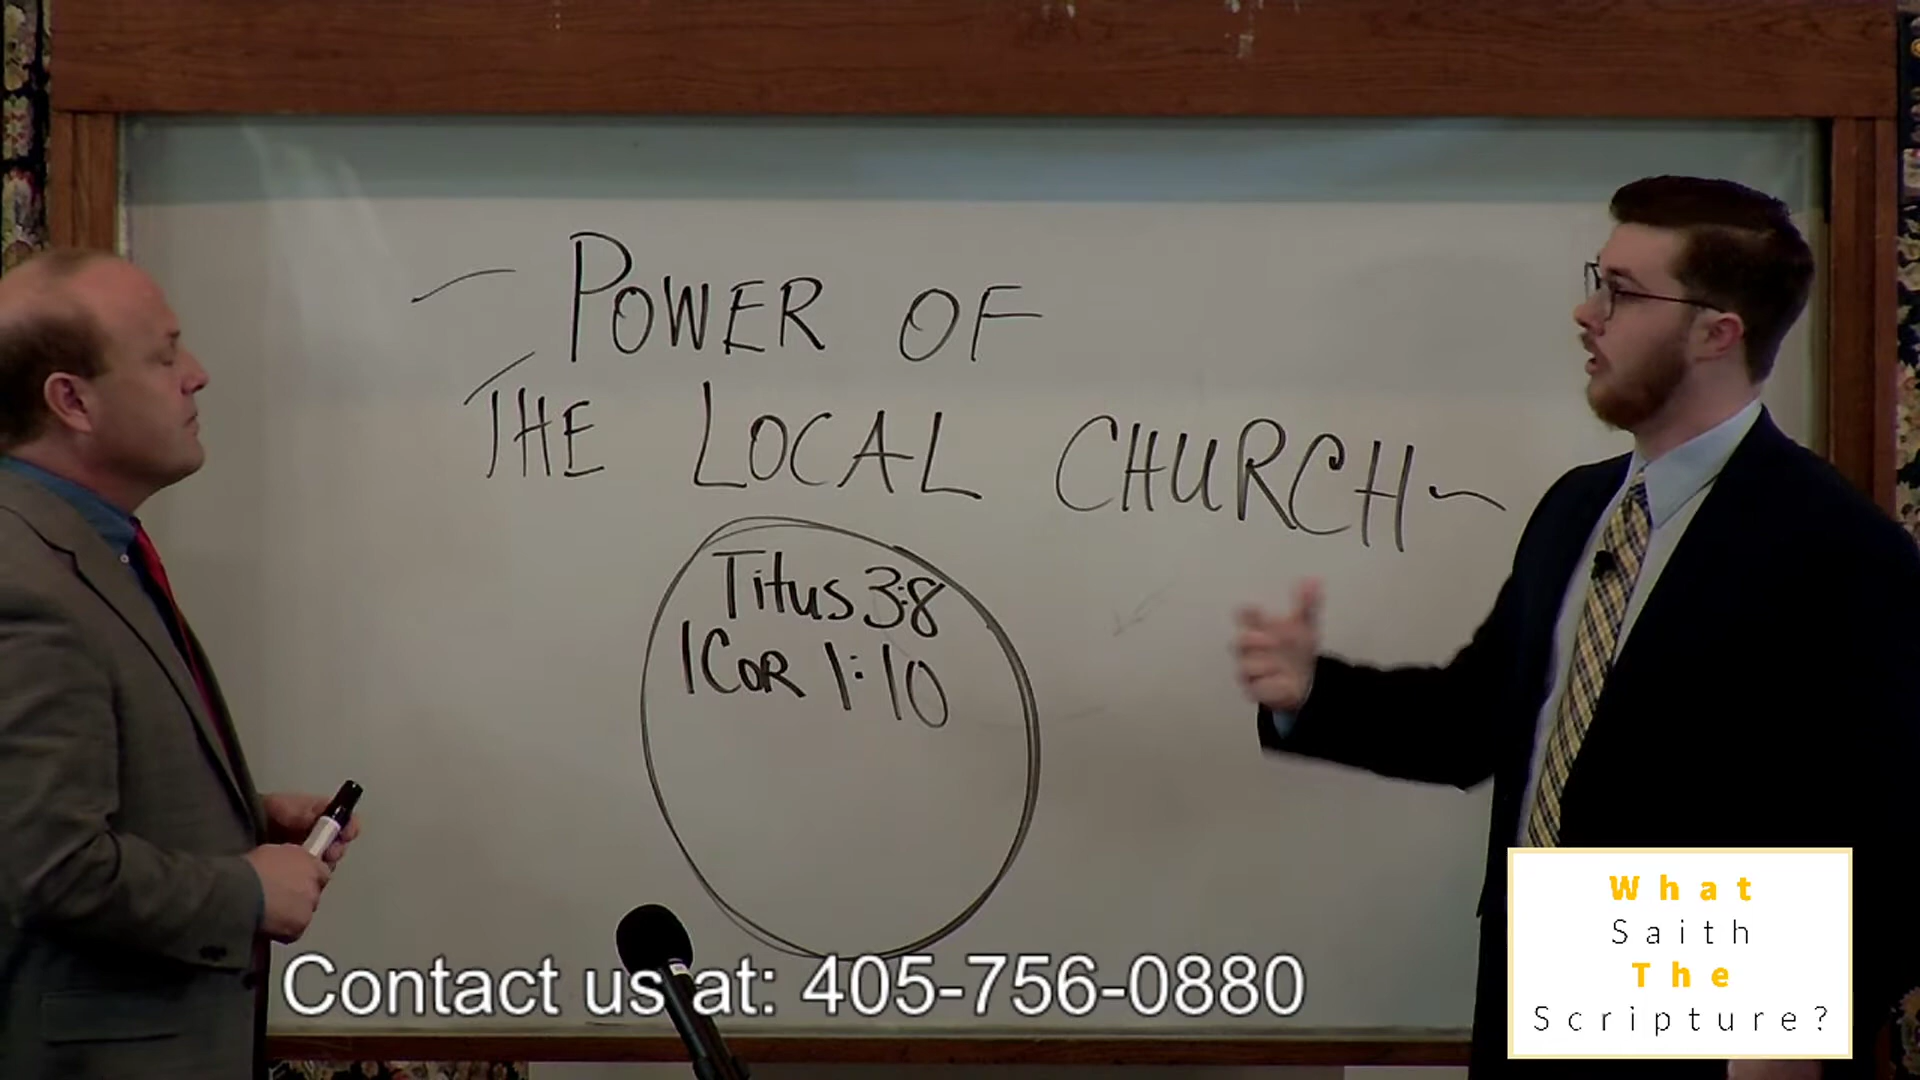 POWER OF
THE LOCAL CHURCH
Titus 3:8
1 COR 1:10
Contact us at: 405-756-0880
What
Saith
The
Scripture?